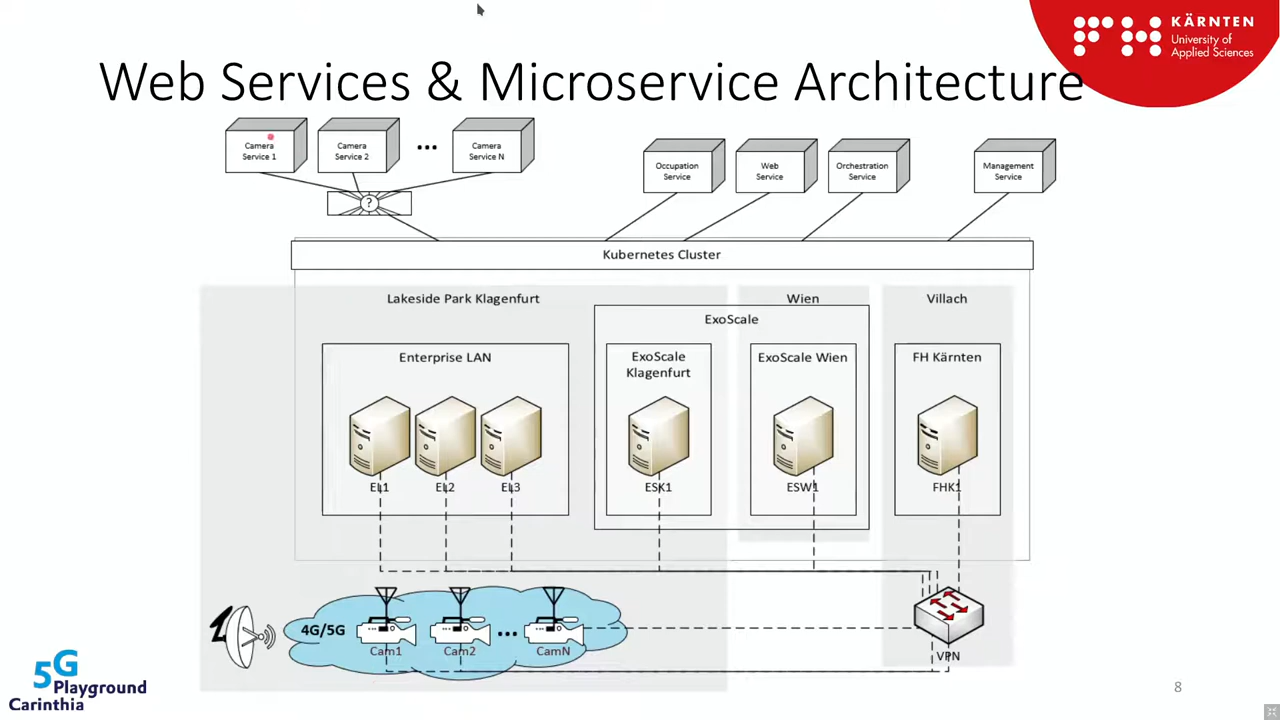 KÄRNTEN
University of
Applied Sciences
Web Services & Microservice Architecture
Camera
Service 1
Camera
Service 2
...
Camera
Service N
Occupation
Service
Web
Service
Orchestration
Service
Management
Service
?
Kubernetes Cluster
Lakeside Park Klagenfurt
Wien
Villach
ExoScale
Enterprise LAN
ExoScale
Klagenfurt
ExoScale Wien
FH Kärnten
EL1
EL2
EL3
ESK1
ESW1
FHK1
4G/5G
...
Cam1
Cam2
CamN
VPN
5G
Playground
Carinthia
8